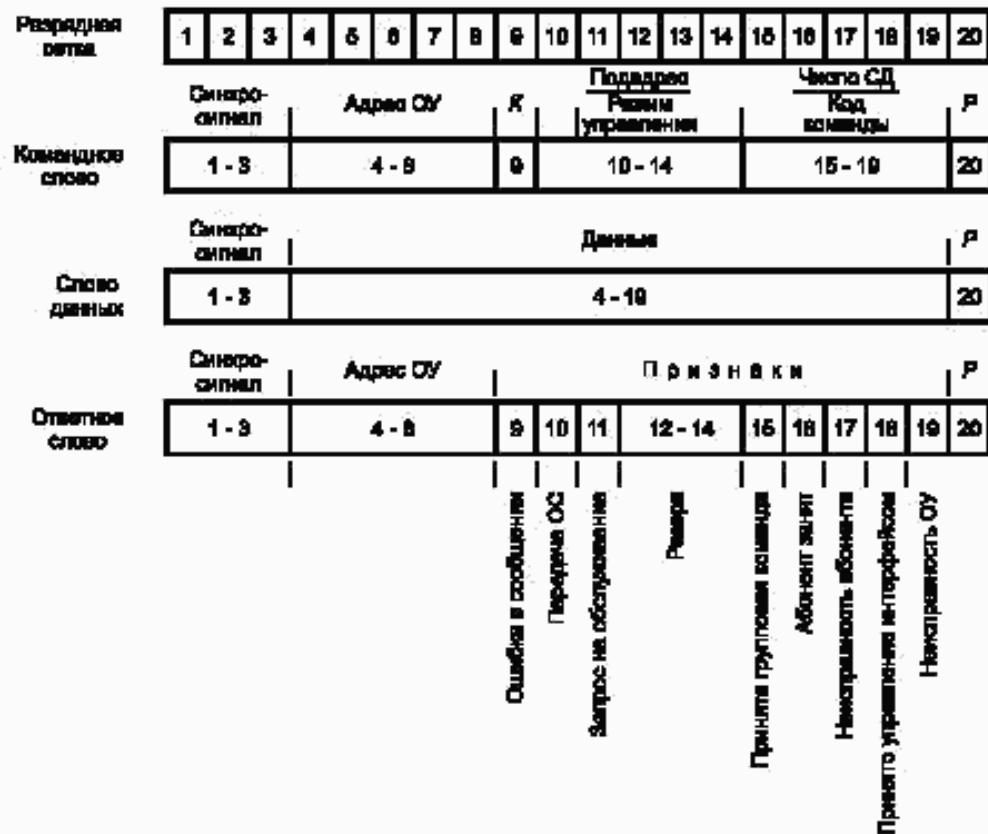 Разрядная
сетка
1 2 3 4 5 6 7 8 9 10 11 12 13 14 15 16 17 18 19 20
Синхро-
сигнал
Адрес ОУ
K
Подадрес
Режим
управления
Число СД
Код
команды
P
Командное
слово
1 - 3
4 - 8
9
10 - 14
15 - 19
20
Синхро-
сигнал
Данные
P
Слово
данных
1 - 3
4 - 19
20
Синхро-
сигнал
Адрес ОУ
Признаки
P
Ответное
слово
1 - 3
4 - 8
9 10 11 12 - 14 15 16 17 18 19 20
Ошибка в сообщении
Передача ОС
Запрос на обслуживание
Резерв
Принята групповая команда
Абонент занят
Неисправность абонента
Принято управление интерфейсом
Неисправность ОУ